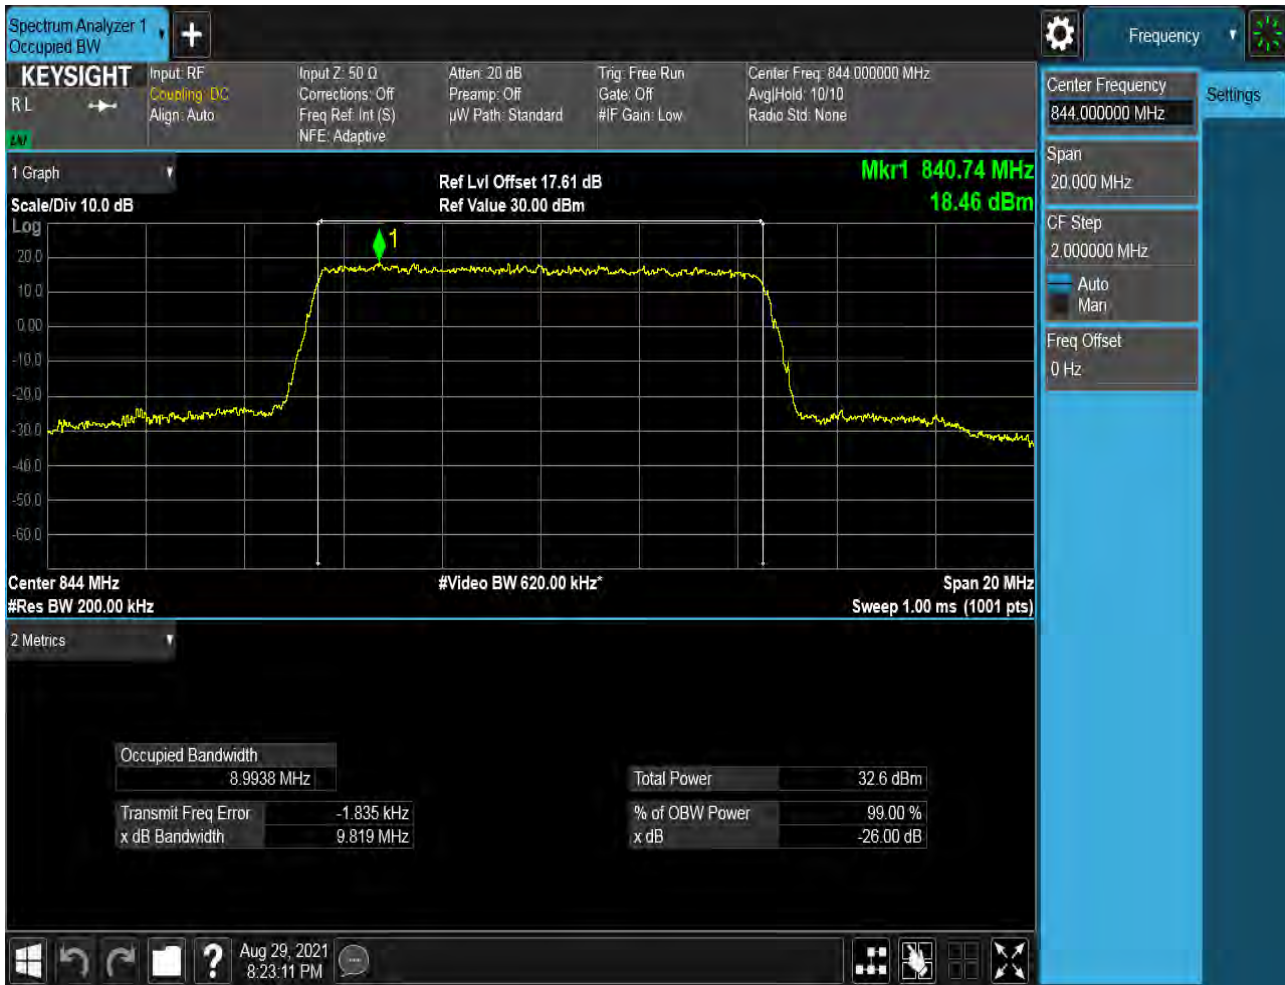 Spectrum Analyzer 1
Occupied BW
Frequency
KEYSIGHT
R L
Input: RF
Coupling: DC
Align: Auto
Input Z: 50 Ω
Corrections: Off
Freq Ref: Int (S)
NFE: Adaptive
Atten: 20 dB
Preamp: Off
µW Path: Standard
Trig: Free Run
Gate: Off
#IF Gain: Low
Center Freq: 844.000000 MHz
Avg|Hold: 10/10
Radio Std: None
Center Frequency
844.000000 MHz
Settings
Span
20.000 MHz
CF Step
2.000000 MHz
Auto
Man
Freq Offset
0 Hz
1 Graph
Scale/Div 10.0 dB
Ref Lvl Offset 17.61 dB
Ref Value 30.00 dBm
Mkr1 840.74 MHz
18.46 dBm
Log
1
20.0
10.0
0.00
-10.0
-20.0
-30.0
-40.0
-50.0
-60.0
Center 844 MHz
#Video BW 620.00 kHz*
Span 20 MHz
#Res BW 200.00 kHz
Sweep 1.00 ms (1001 pts)
2 Metrics
Occupied Bandwidth
8.9938 MHz
Transmit Freq Error -1.835 kHz
x dB Bandwidth 9.819 MHz
Total Power 32.6 dBm
% of OBW Power 99.00 %
x dB -26.00 dB
?
Aug 29, 2021
8:23:11 PM